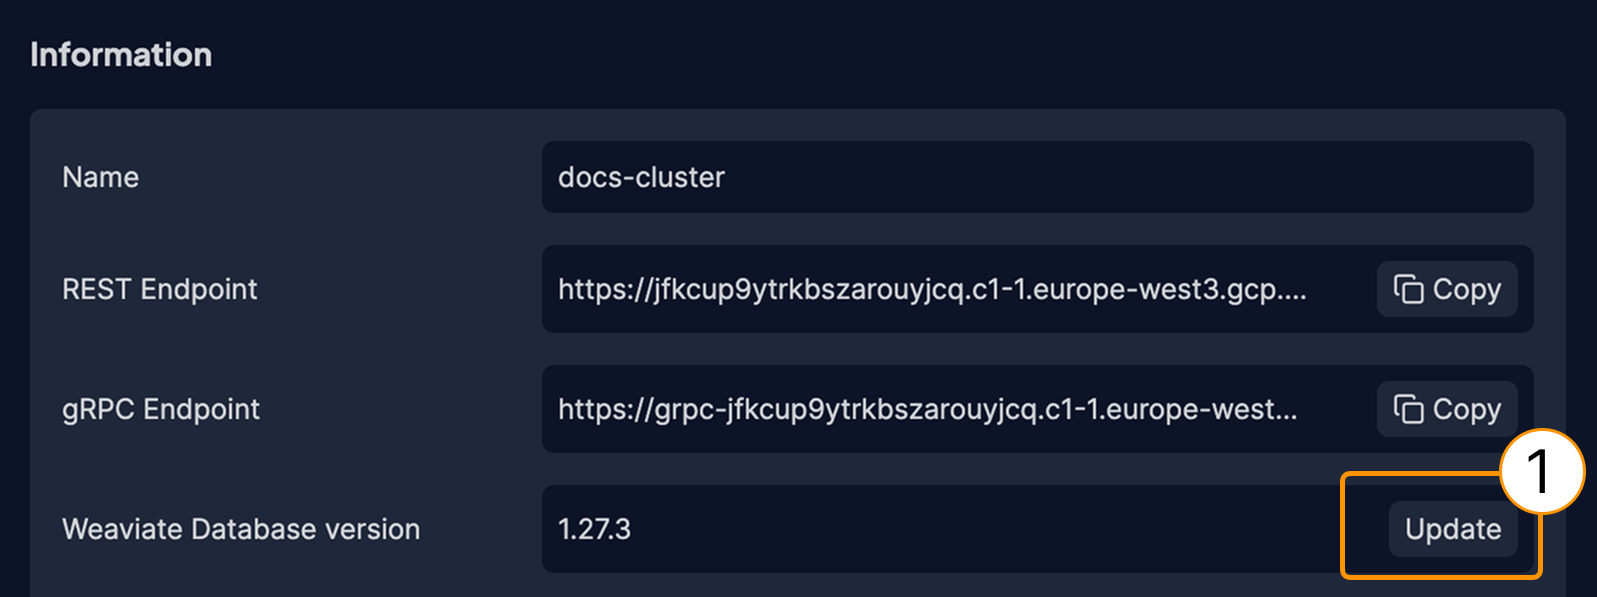 Information
Name
docs-cluster
REST Endpoint
https://jfkcup9ytrkbszarouyjcq.c1-1.europe-west3.gcp....
Copy
gRPC Endpoint
https://grpc-jfkcup9ytrkbszarouyjcq.c1-1.europe-west...
Copy
1
Weaviate Database version
1.27.3
Update